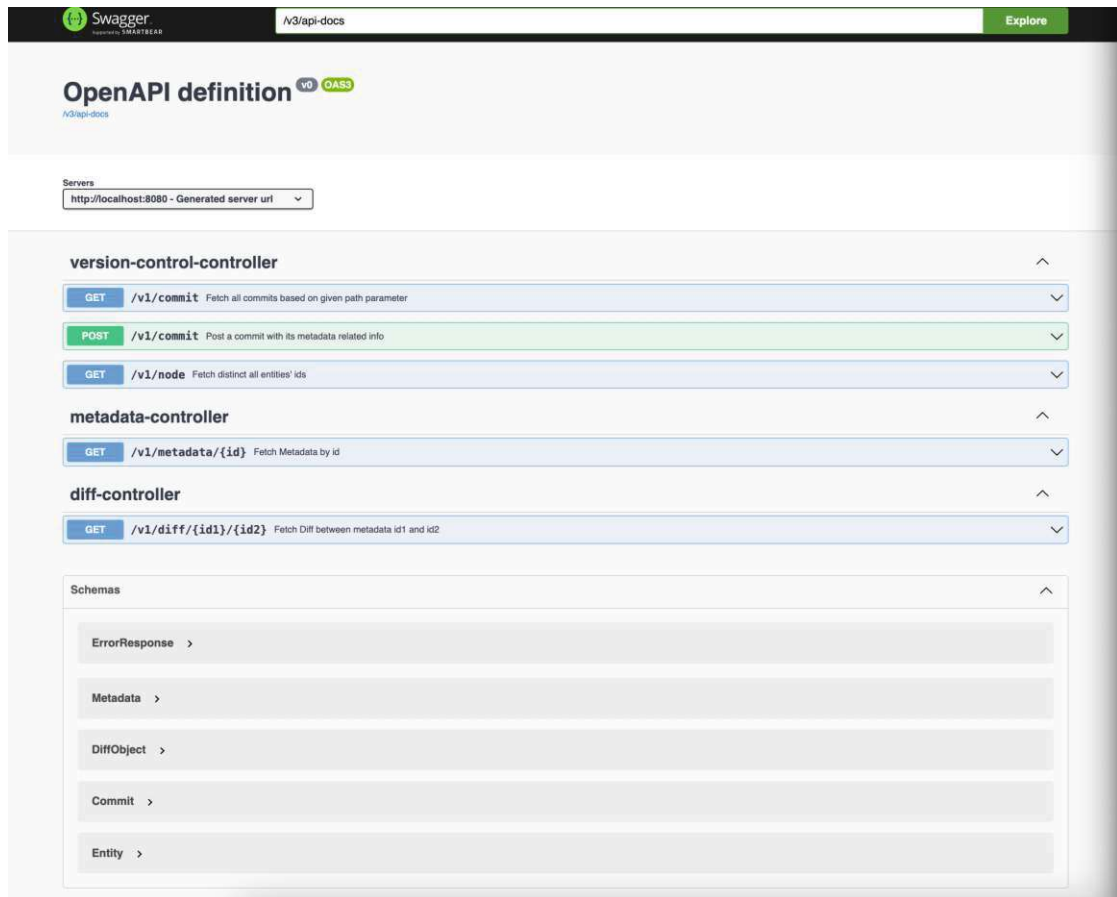 {···} Swagger.
Supported by SMARTBEAR
/v3/api-docs
Explore
OpenAPI definition v0 OAS3
/v3/api-docs
Servers
http://localhost:8080 - Generated server url
version-control-controller
GET /v1/commit Fetch all commits based on given path parameter
POST /v1/commit Post a commit with its metadata related info
GET /v1/node Fetch distinct all entities' ids
metadata-controller
GET /v1/metadata/{id} Fetch Metadata by id
diff-controller
GET /v1/diff/{id1}/{id2} Fetch Diff between metadata id1 and id2
Schemas
ErrorResponse
Metadata
DiffObject
Commit
Entity